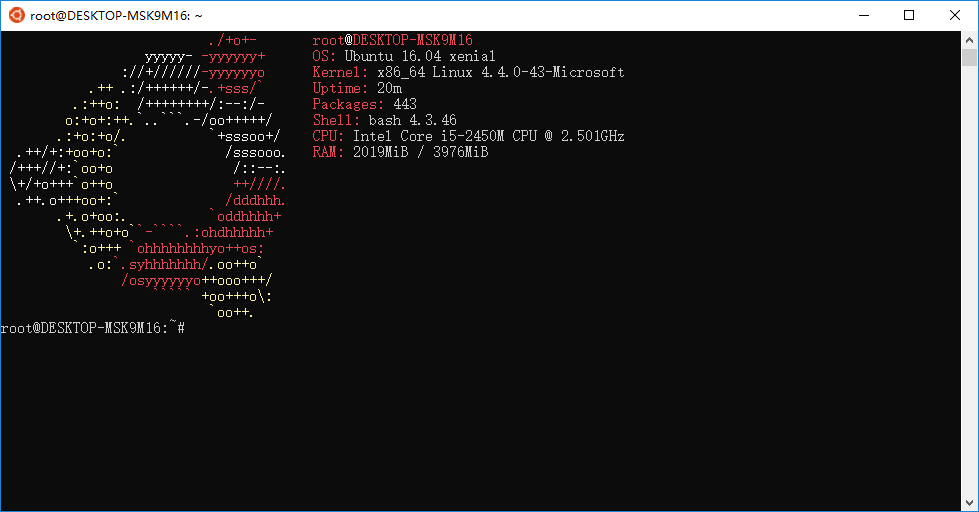 root@DESKTOP-MSK9M16: ~
                          ./+o+-       root@DESKTOP-MSK9M16
                  yyyyy- -yyyyyy+      OS: Ubuntu 16.04 xenial
               ://+//////-yyyyyyo      Kernel: x86_64 Linux 4.4.0-43-Microsoft
           .++ .:/++++++/-.+sss/`      Uptime: 20m
         .:++o:  /++++++++/:--:/-      Packages: 443
        o:+o+:++.`..```.-/oo+++++/     Shell: bash 4.3.46
       .:+o:+o/.          `+sssoo+/    CPU: Intel Core i5-2450M CPU @ 2.501GHz
  .++/+:+oo+o:`             /sssooo.   RAM: 2019MiB / 3976MiB
 /+++//+:`oo+o               /::--:.
 \+/+o+++`o++o               ++////.
  .++.o+++oo+:`             /dddhhh.
       .+.o+oo:.          `oddhhhh+
        \+.++o+o``-````.:ohdhhhhh+
         `:o+++ `ohhhhhhhhyo++os:
           .o:`.syhhhhhhh/.oo++o`
               /osyyyyyyo++ooo+++/
                   ````` +oo+++o\:
                          `oo++.
root@DESKTOP-MSK9M16:~#